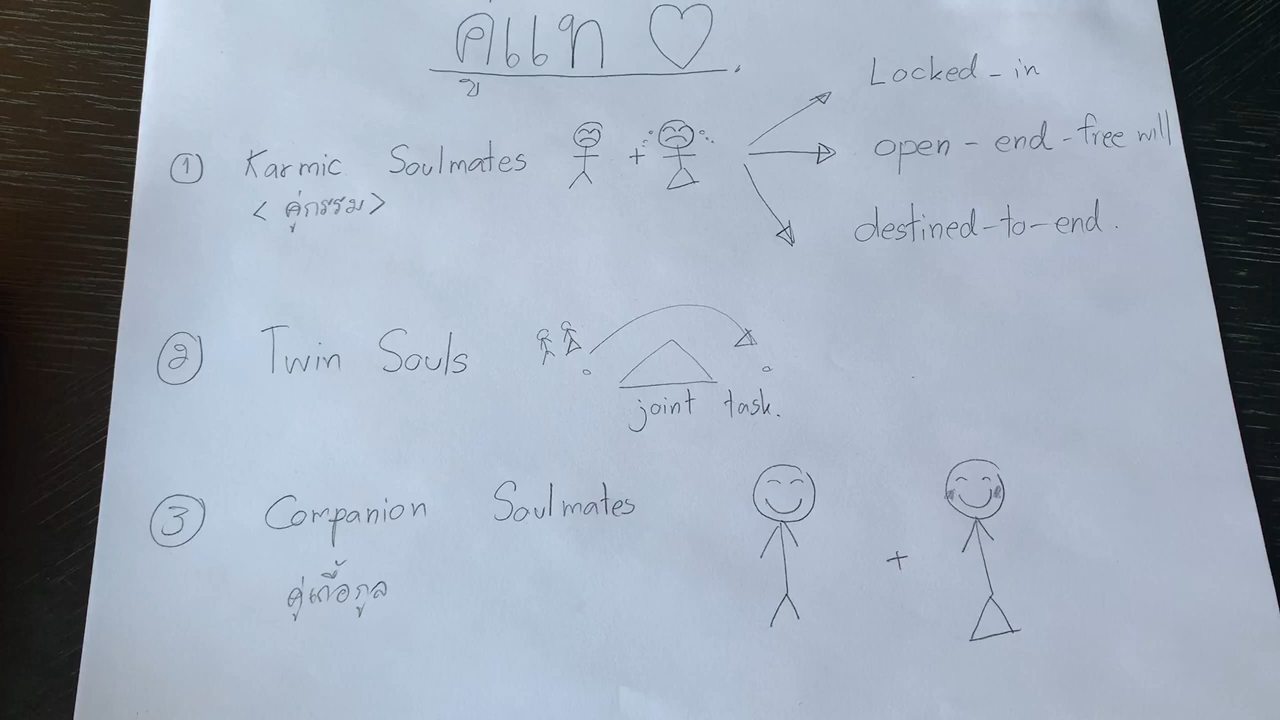 คู่แท้
① Karmic Soulmates
< คู่กรรม >
Locked-in
open-end-free will
destined-to-end.
② Twin Souls
joint task.
③ Companion Soulmates
คู่เกื้อกูล